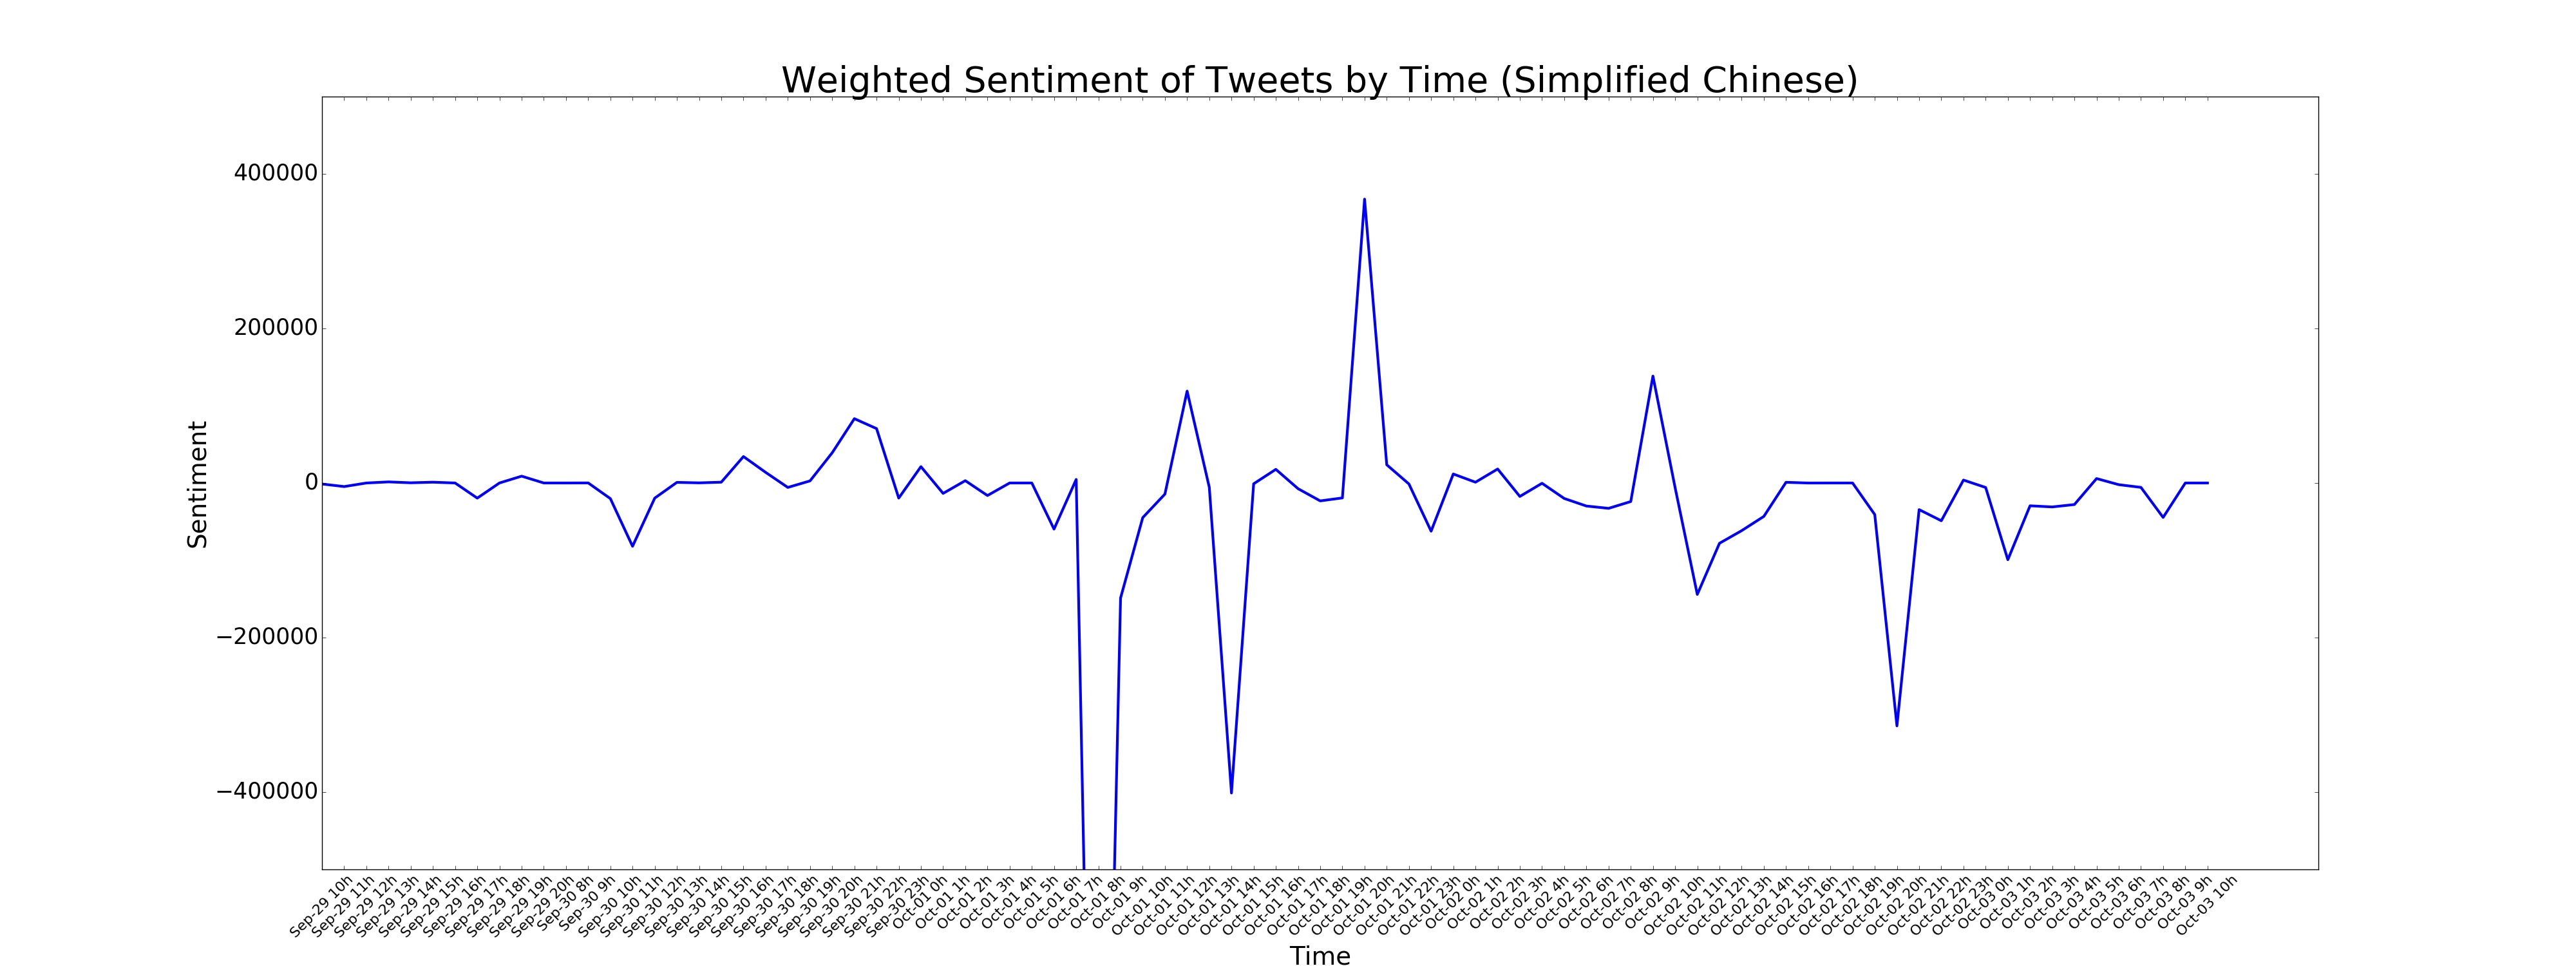 Weighted Sentiment of Tweets by Time (Simplified Chinese)
400000
200000
0
−200000
−400000
Sentiment
Sep-29 10h
Sep-29 11h
Sep-29 12h
Sep-29 13h
Sep-29 14h
Sep-29 15h
Sep-29 16h
Sep-29 17h
Sep-29 18h
Sep-29 19h
Sep-29 20h
Sep-30 8h
Sep-30 9h
Sep-30 10h
Sep-30 11h
Sep-30 12h
Sep-30 13h
Sep-30 14h
Sep-30 15h
Sep-30 16h
Sep-30 17h
Sep-30 18h
Sep-30 19h
Sep-30 20h
Sep-30 21h
Sep-30 22h
Sep-30 23h
Oct-01 0h
Oct-01 1h
Oct-01 2h
Oct-01 3h
Oct-01 4h
Oct-01 5h
Oct-01 6h
Oct-01 7h
Oct-01 8h
Oct-01 9h
Oct-01 10h
Oct-01 11h
Oct-01 12h
Oct-01 13h
Oct-01 14h
Oct-01 15h
Oct-01 16h
Oct-01 17h
Oct-01 18h
Oct-01 19h
Oct-01 20h
Oct-01 21h
Oct-01 22h
Oct-01 23h
Oct-02 0h
Oct-02 1h
Oct-02 2h
Oct-02 3h
Oct-02 4h
Oct-02 5h
Oct-02 6h
Oct-02 7h
Oct-02 8h
Oct-02 9h
Oct-02 10h
Oct-02 11h
Oct-02 12h
Oct-02 13h
Oct-02 14h
Oct-02 15h
Oct-02 16h
Oct-02 17h
Oct-02 18h
Oct-02 19h
Oct-02 20h
Oct-02 21h
Oct-02 22h
Oct-02 23h
Oct-03 0h
Oct-03 1h
Oct-03 2h
Oct-03 3h
Oct-03 4h
Oct-03 5h
Oct-03 6h
Oct-03 7h
Oct-03 8h
Oct-03 9h
Oct-03 10h
Time